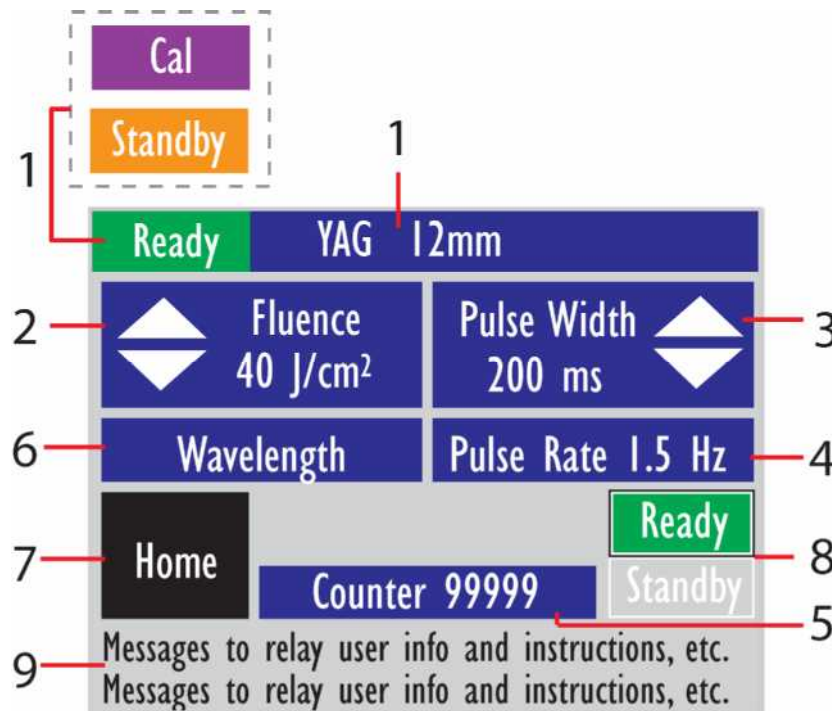 Cal
Standby
1
1
Ready YAG 12mm
2
Fluence
40 J/cm²
Pulse Width
200 ms
3
6
Wavelength
Pulse Rate 1.5 Hz
4
7
Home
Ready
8
Standby
Counter 99999
5
9
Messages to relay user info and instructions, etc.
Messages to relay user info and instructions, etc.